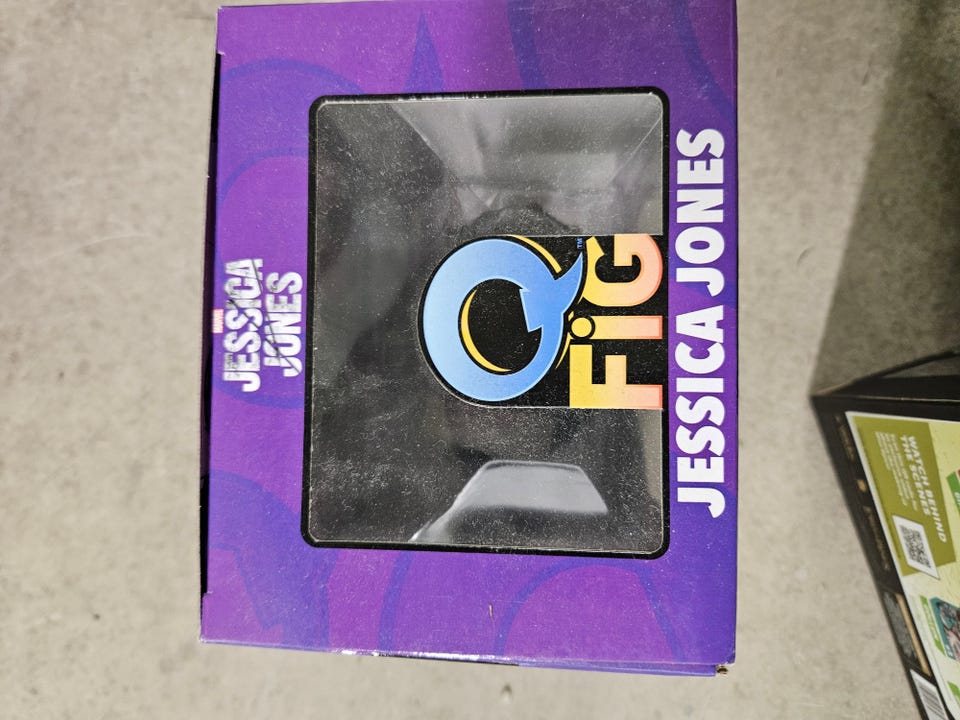 MARVEL
JESSICA
JONES
Q
FiG
TM
JESSICA JONES
WATCH BEHIND
THE SCENES